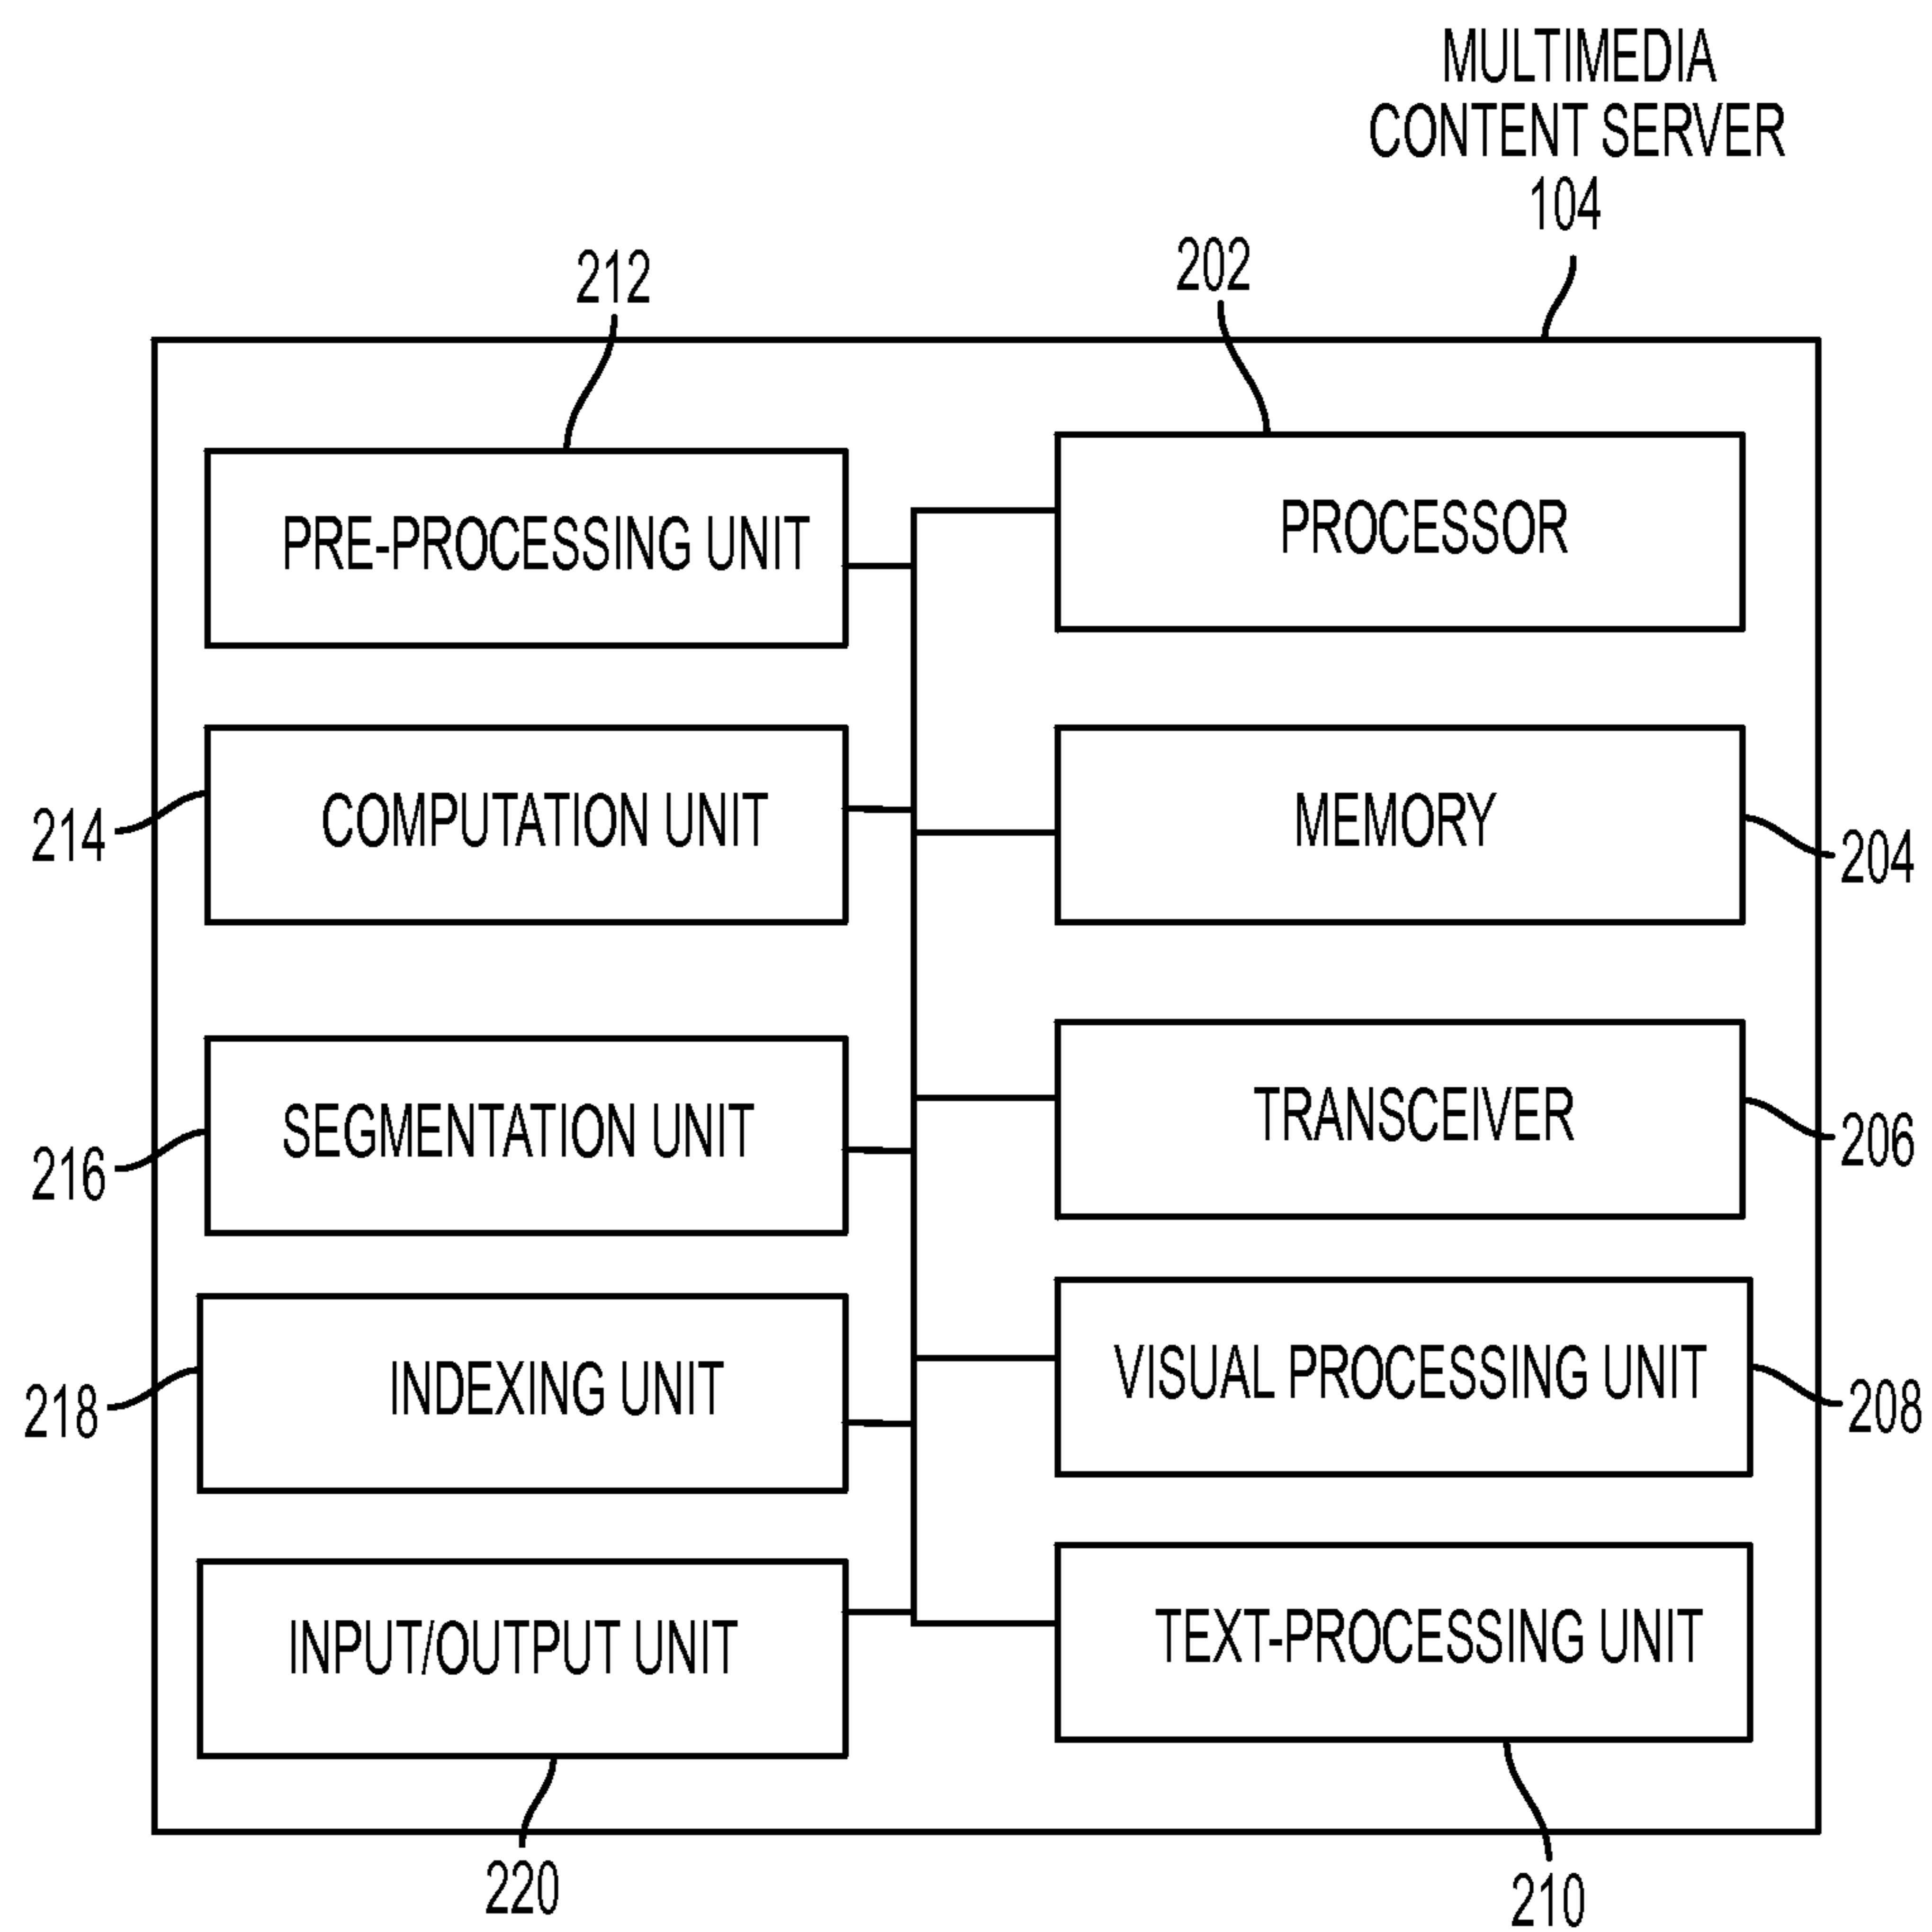 MULTIMEDIA
CONTENT SERVER
104
212
202
PRE-PROCESSING UNIT
PROCESSOR
COMPUTATION UNIT
MEMORY
214
204
SEGMENTATION UNIT
TRANSCEIVER
216
206
INDEXING UNIT
VISUAL PROCESSING UNIT
218
208
INPUT/OUTPUT UNIT
TEXT-PROCESSING UNIT
220
210